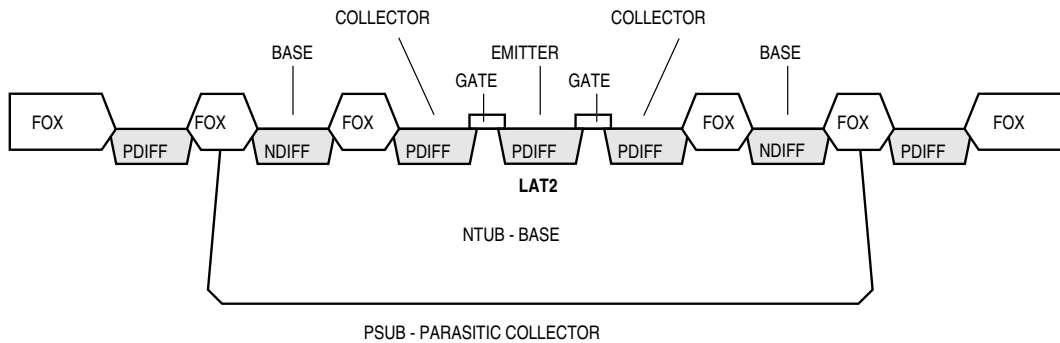 COLLECTOR COLLECTOR
BASE EMITTER BASE
GATE GATE
FOX FOX FOX FOX FOX FOX
PDIFF NDIFF PDIFF PDIFF PDIFF NDIFF PDIFF
LAT2
NTUB - BASE
PSUB - PARASITIC COLLECTOR